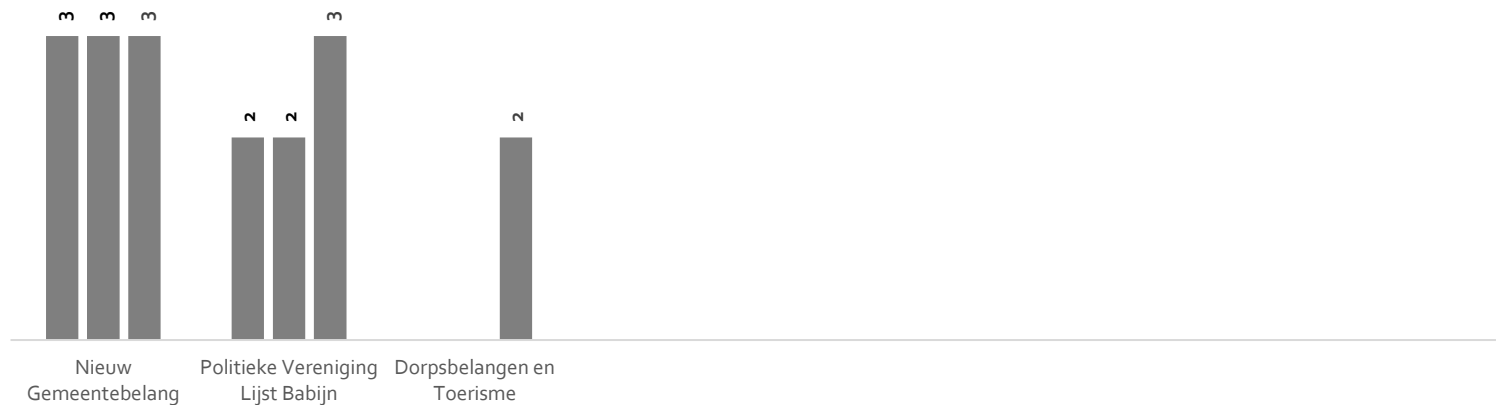 3 3 3
3
2 2
2
Nieuw
Gemeentebelang
Politieke Vereniging
Lijst Babijn
Dorpsbelangen en
Toerisme